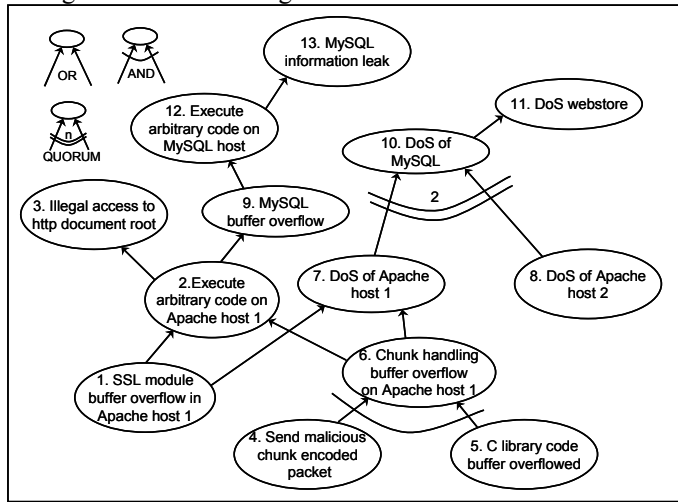 13. MySQL
information leak
OR
AND
12. Execute
arbitrary code on
MySQL host
11. DoS webstore
n
QUORUM
10. DoS of
MySQL
3. Illegal access to
http document root
9. MySQL
buffer overflow
2
2.Execute
arbitrary code on
Apache host 1
7. DoS of Apache
host 1
8. DoS of Apache
host 2
1. SSL module
buffer overflow in
Apache host 1
6. Chunk handling
buffer overflow
on Apache host 1
4. Send malicious
chunk encoded
packet
5. C library code
buffer overflowed